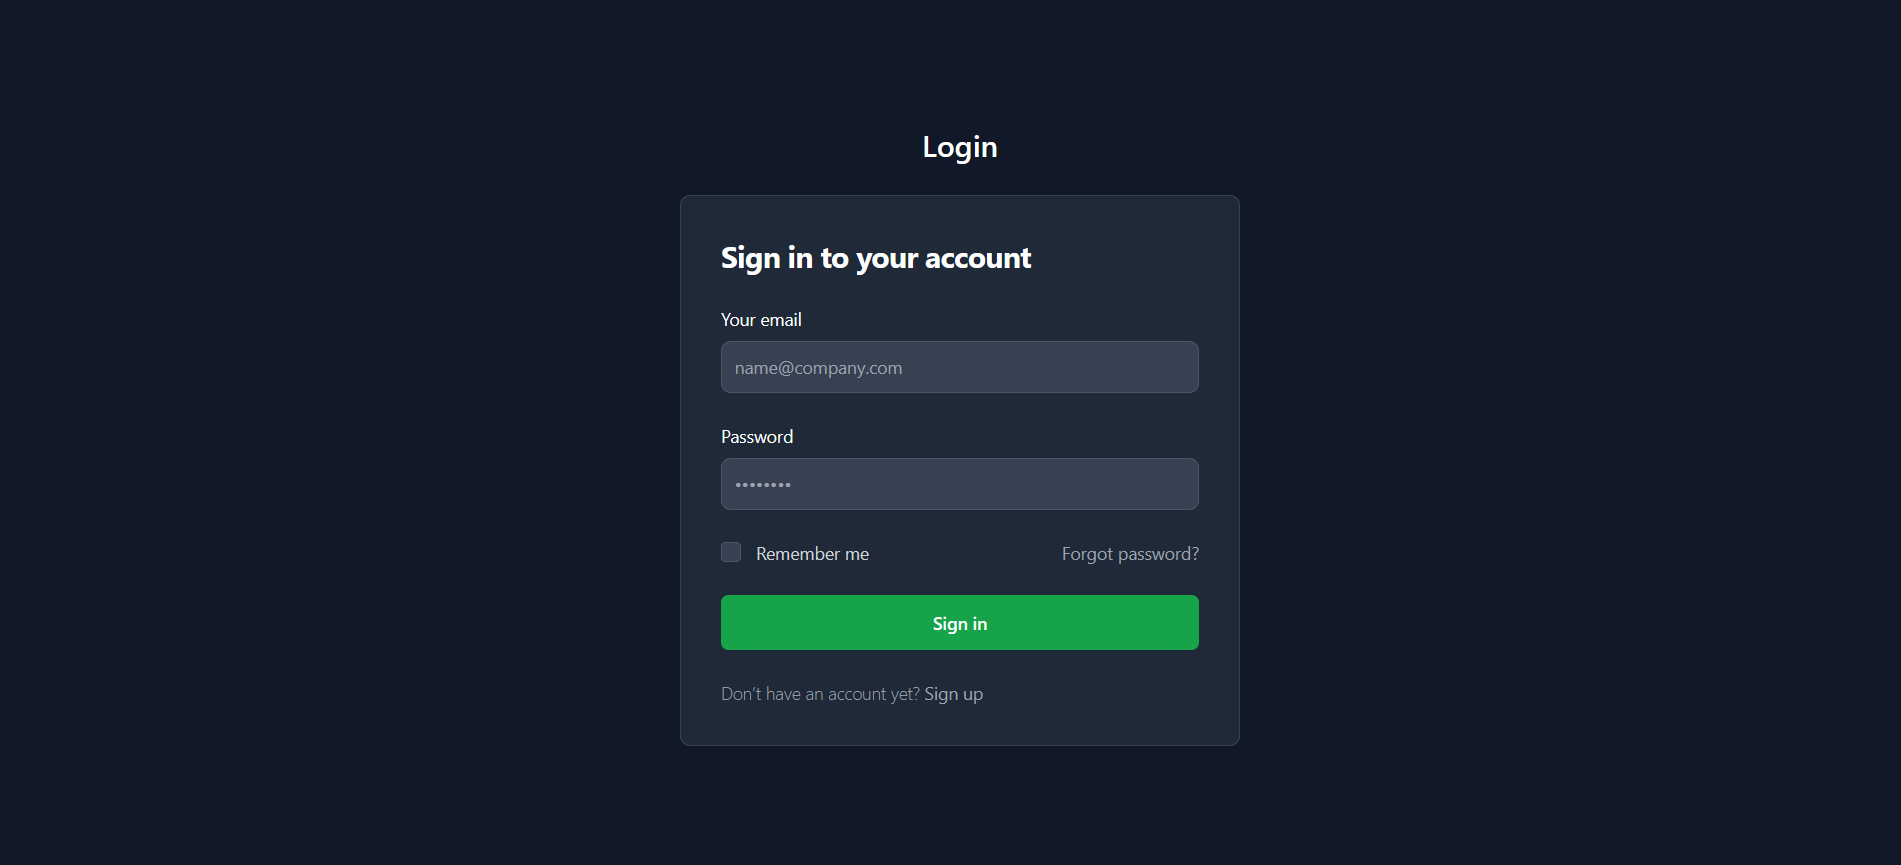 Login
Sign in to your account
Your email
name@company.com
Password
••••••••
Remember me
Forgot password?
Sign in
Don’t have an account yet? Sign up